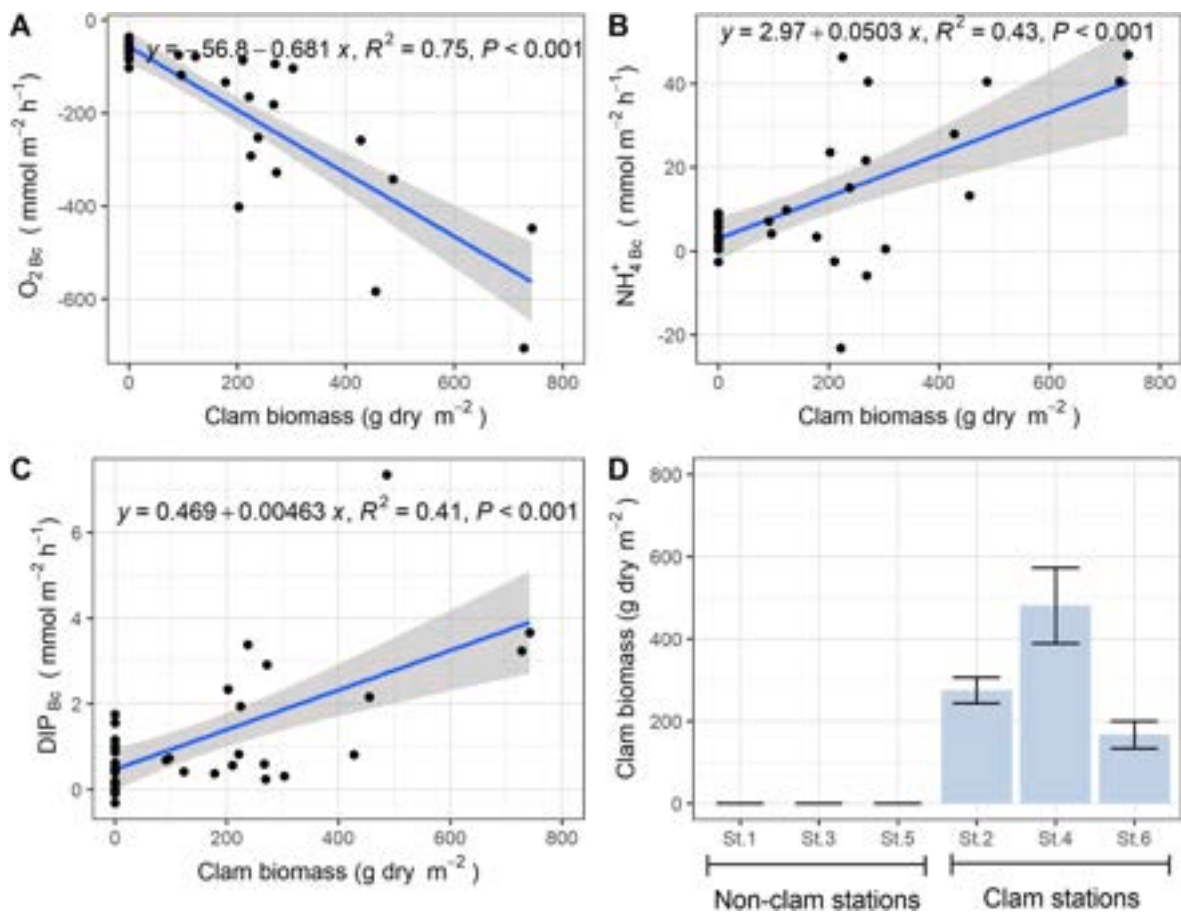 A
y = −56.8 − 0.681 x, R² = 0.75, P < 0.001
0
-200
-400
-600
O₂ Bc ( mmol m⁻² h⁻¹)
0 200 400 600 800
Clam biomass (g dry m⁻² )
B
y = 2.97 + 0.0503 x, R² = 0.43, P < 0.001
40
20
0
-20
NH₄⁺ Bc ( mmol m⁻² h⁻¹)
0 200 400 600 800
Clam biomass (g dry m⁻² )
C
y = 0.469 + 0.00463 x, R² = 0.41, P < 0.001
6
4
2
0
DIP Bc ( mmol m⁻² h⁻¹)
0 200 400 600 800
Clam biomass (g dry m⁻² )
D
800
600
400
200
0
Clam biomass (g dry m⁻² )
St.1 St.3 St.5 St.2 St.4 St.6
Non-clam stations Clam stations